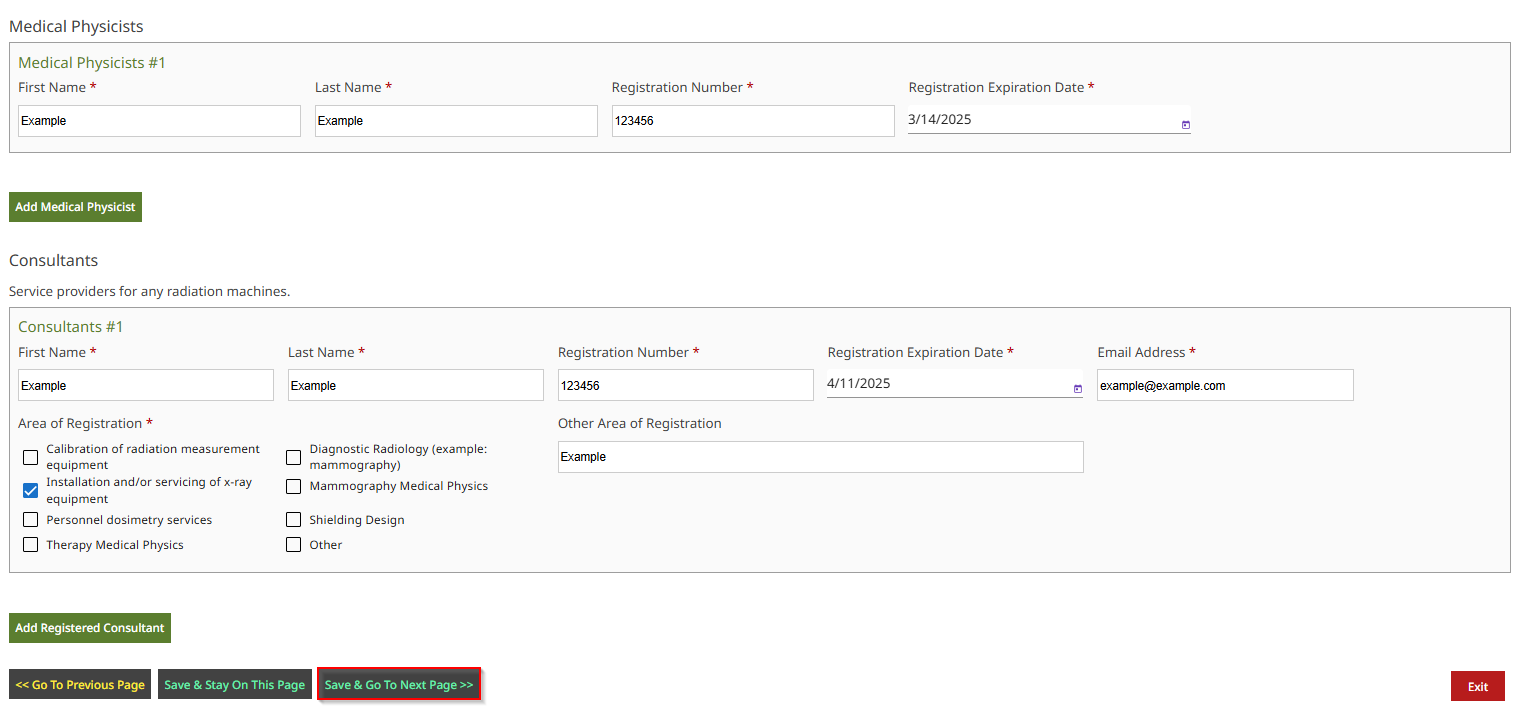 Medical Physicists
Medical Physicists #1
First Name * Last Name * Registration Number * Registration Expiration Date *
Example Example 123456 3/14/2025
Add Medical Physicist
Consultants
Service providers for any radiation machines.
Consultants #1
First Name * Last Name * Registration Number * Registration Expiration Date * Email Address *
Example Example 123456 4/11/2025 example@example.com
Area of Registration * Other Area of Registration
Calibration of radiation measurement
equipment
Diagnostic Radiology (example:
mammography)
Example
Installation and/or servicing of x-ray
equipment
Mammography Medical Physics
Personnel dosimetry services Shielding Design
Therapy Medical Physics Other
Add Registered Consultant
<< Go To Previous Page Save & Stay On This Page Save & Go To Next Page >> Exit